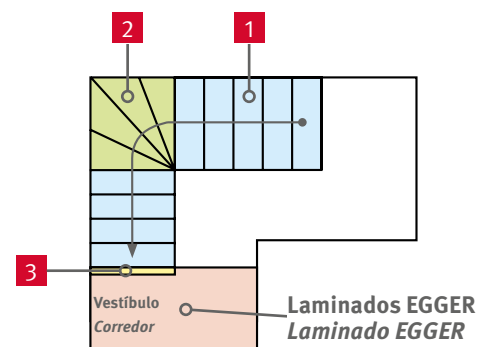 2
1
3
Vestíbulo
Corredor
Laminados EGGER
Laminado EGGER